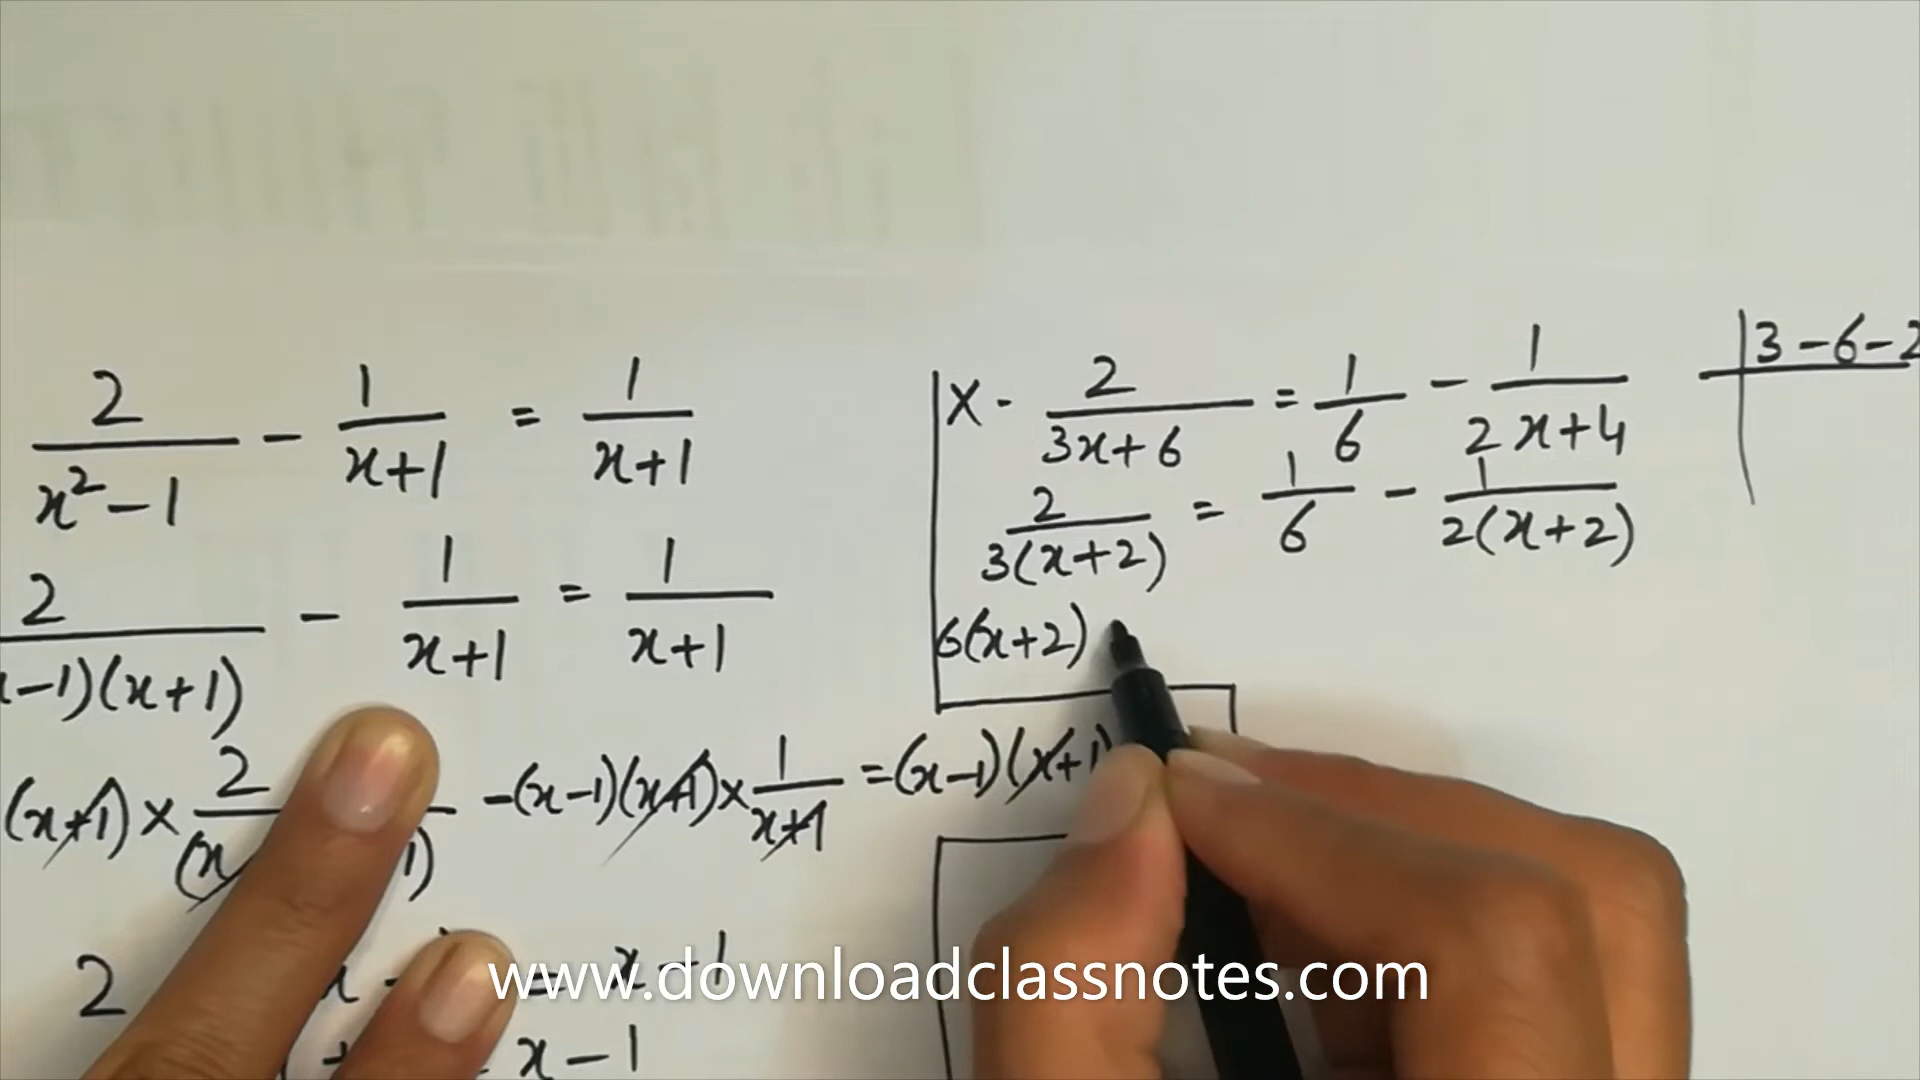 2/(x²-1) - 1/(x+1) = 1/(x+1)
2/(x-1)(x+1) - 1/(x+1) = 1/(x+1)
(x+1) × 2/(x 1) -(x-1)(x+1) × 1/(x+1) = (x-1)(x+1)
2 x - = x-1
+ x-1
x - 2/(3x+6) = 1/6 - 1/(2x+4)
2/3(x+2) = 1/6 - 1/2(x+2)
6(x+2)
3-6-2
www.downloadclassnotes.com